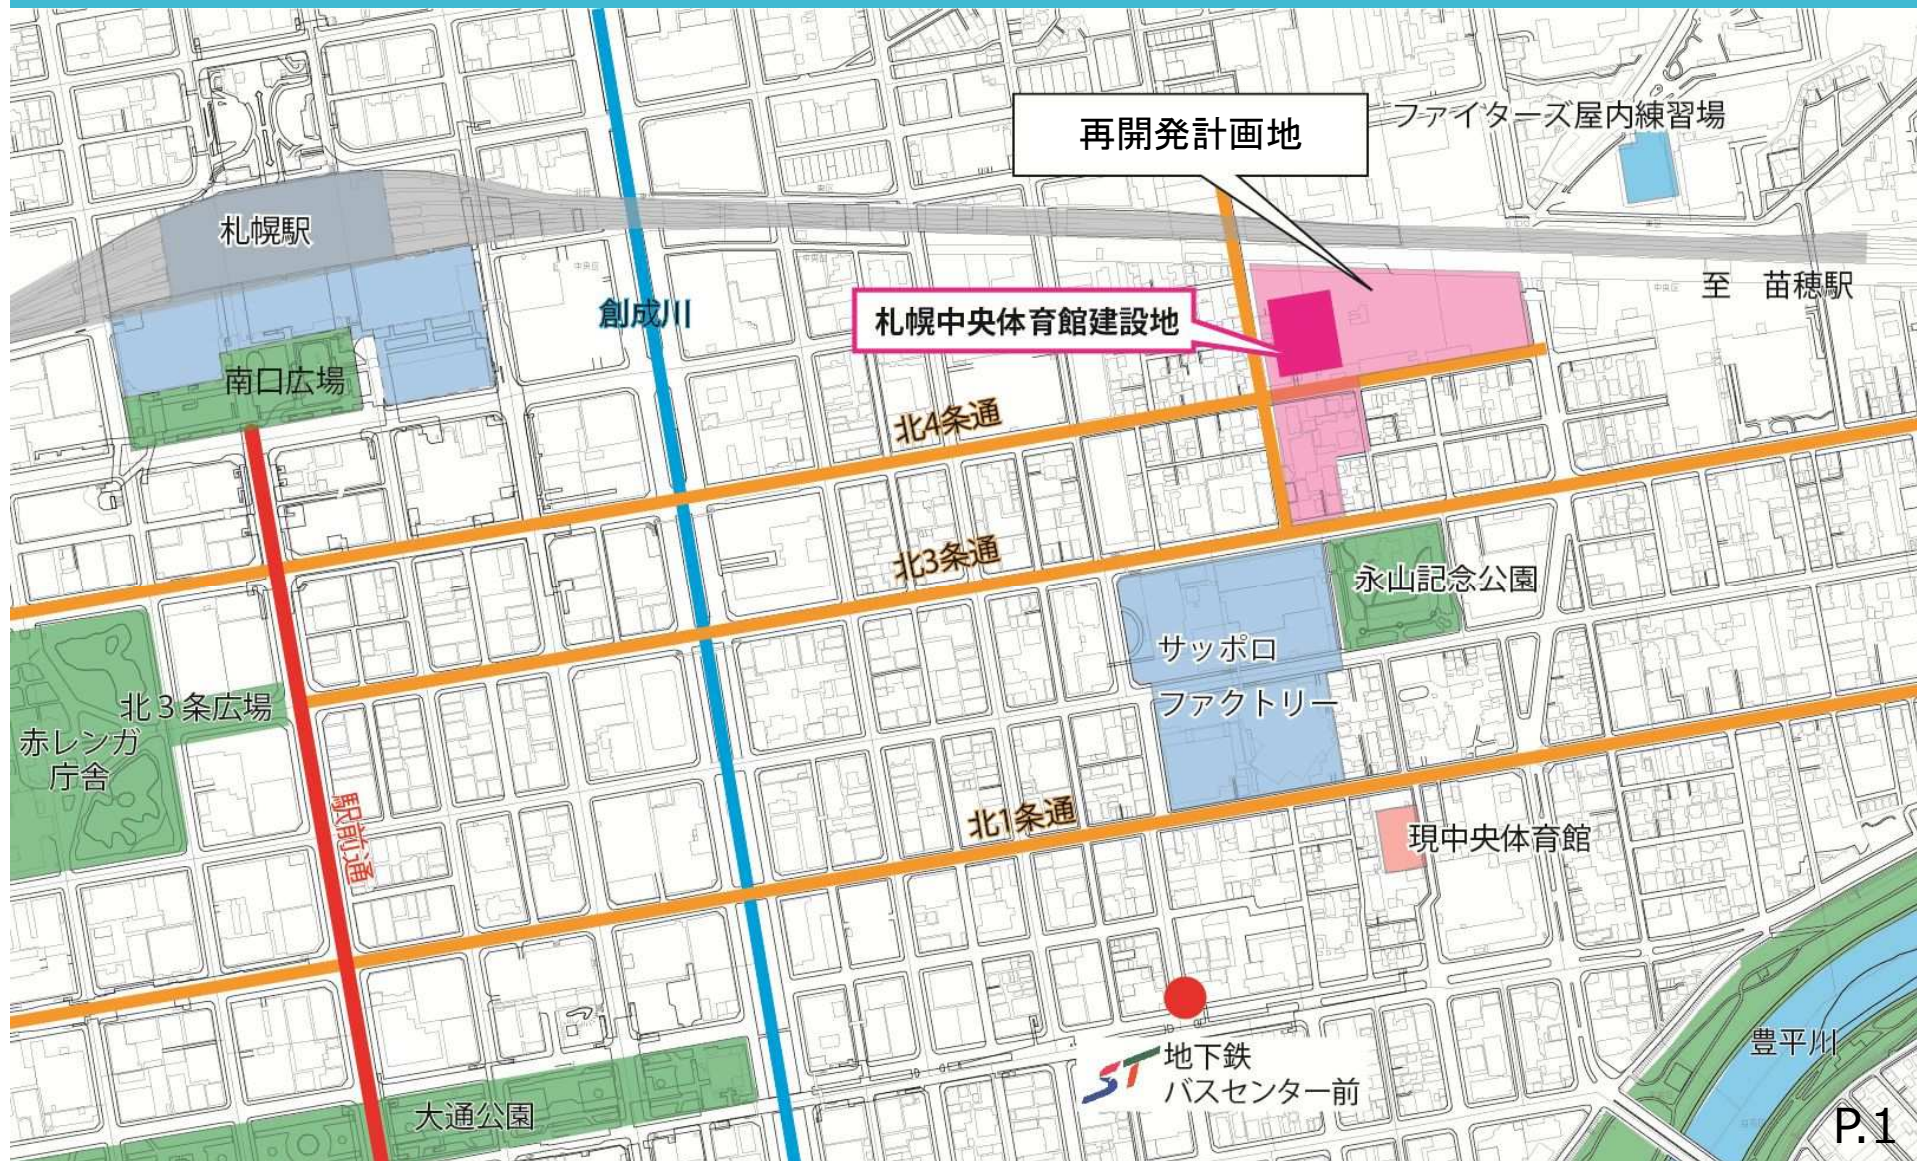 再開発計画地
ファイターズ屋内練習場
札幌駅
至 苗穂駅
創成川
札幌中央体育館建設地
南口広場
北4条通
北3条通
永山記念公園
サッポロ
ファクトリー
北3条広場
赤レンガ
庁舎
駅前通
北1条通
現中央体育館
豊平川
ST
地下鉄
バスセンター前
大通公園
P.1